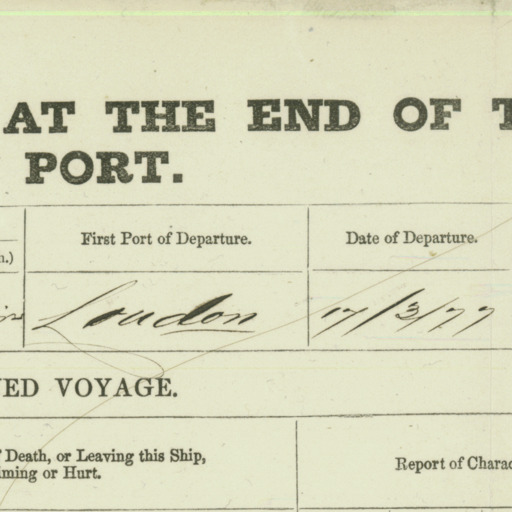 AT THE END OF T
PORT.
First Port of Departure.
Date of Departure.
n.)
London
17/3/77
ED VOYAGE.
Death, or Leaving this Ship,
ming or Hurt.
Report of Charac